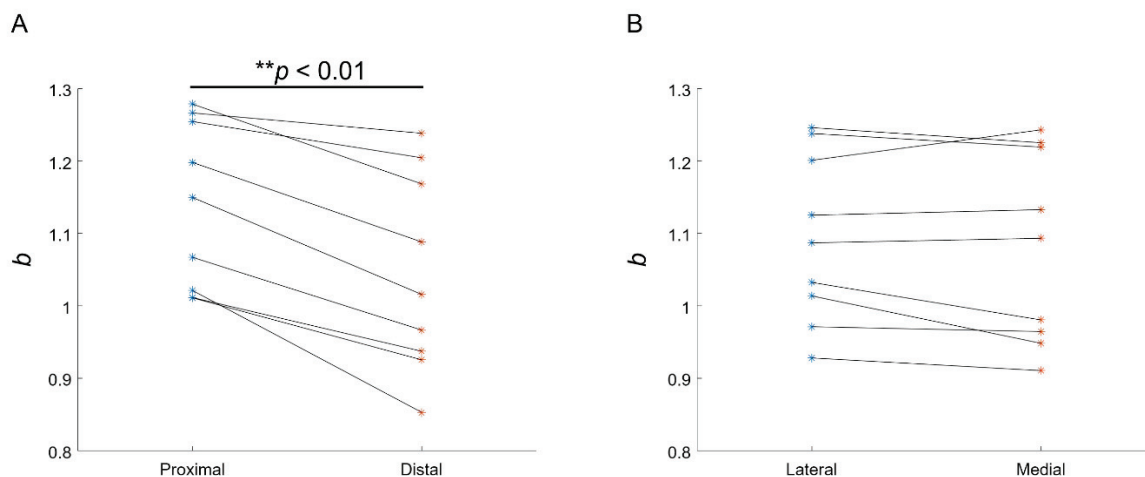 A
**p < 0.01
1.3
1.2
1.1
1
0.9
0.8
b
Proximal
Distal
B
1.3
1.2
1.1
1
0.9
0.8
b
Lateral
Medial